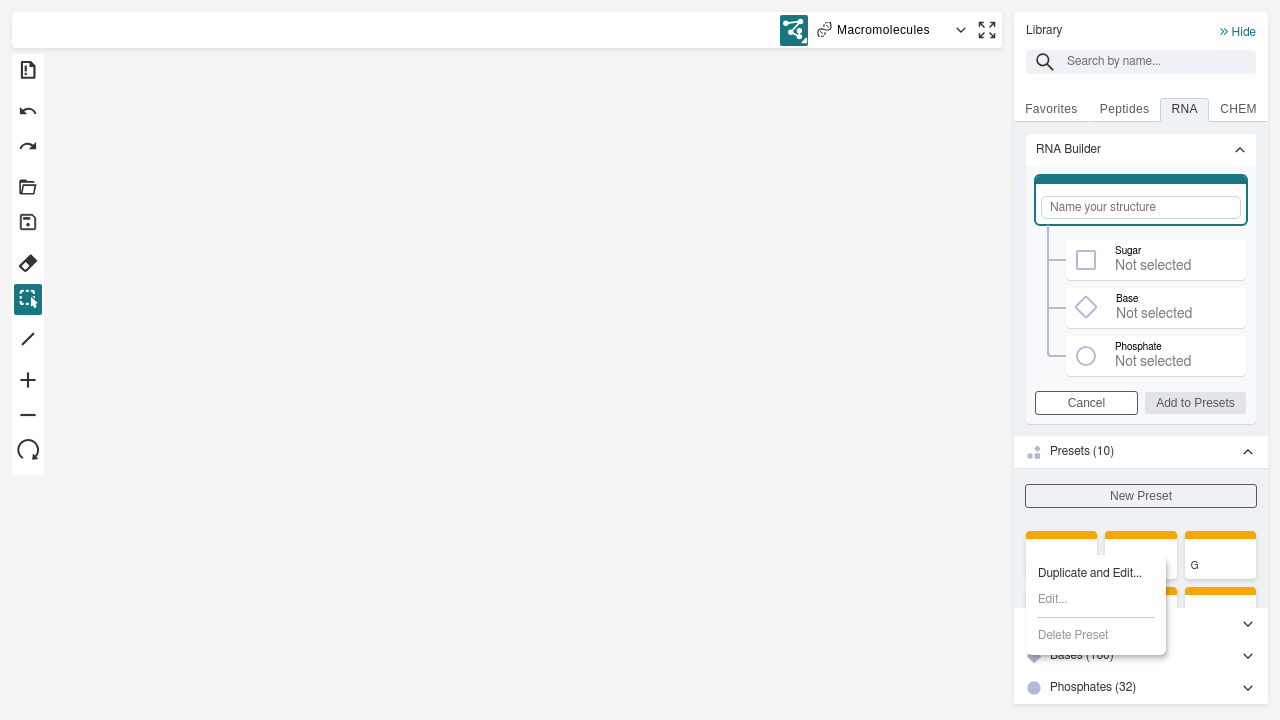 Macromolecules
Library
Hide
Search by name...
Favorites
Peptides
RNA
CHEM
RNA Builder
Name your structure
Sugar
Not selected
Base
Not selected
Phosphate
Not selected
Cancel
Add to Presets
Presets (10)
New Preset
G
Duplicate and Edit...
Edit...
Delete Preset
Phosphates (32)